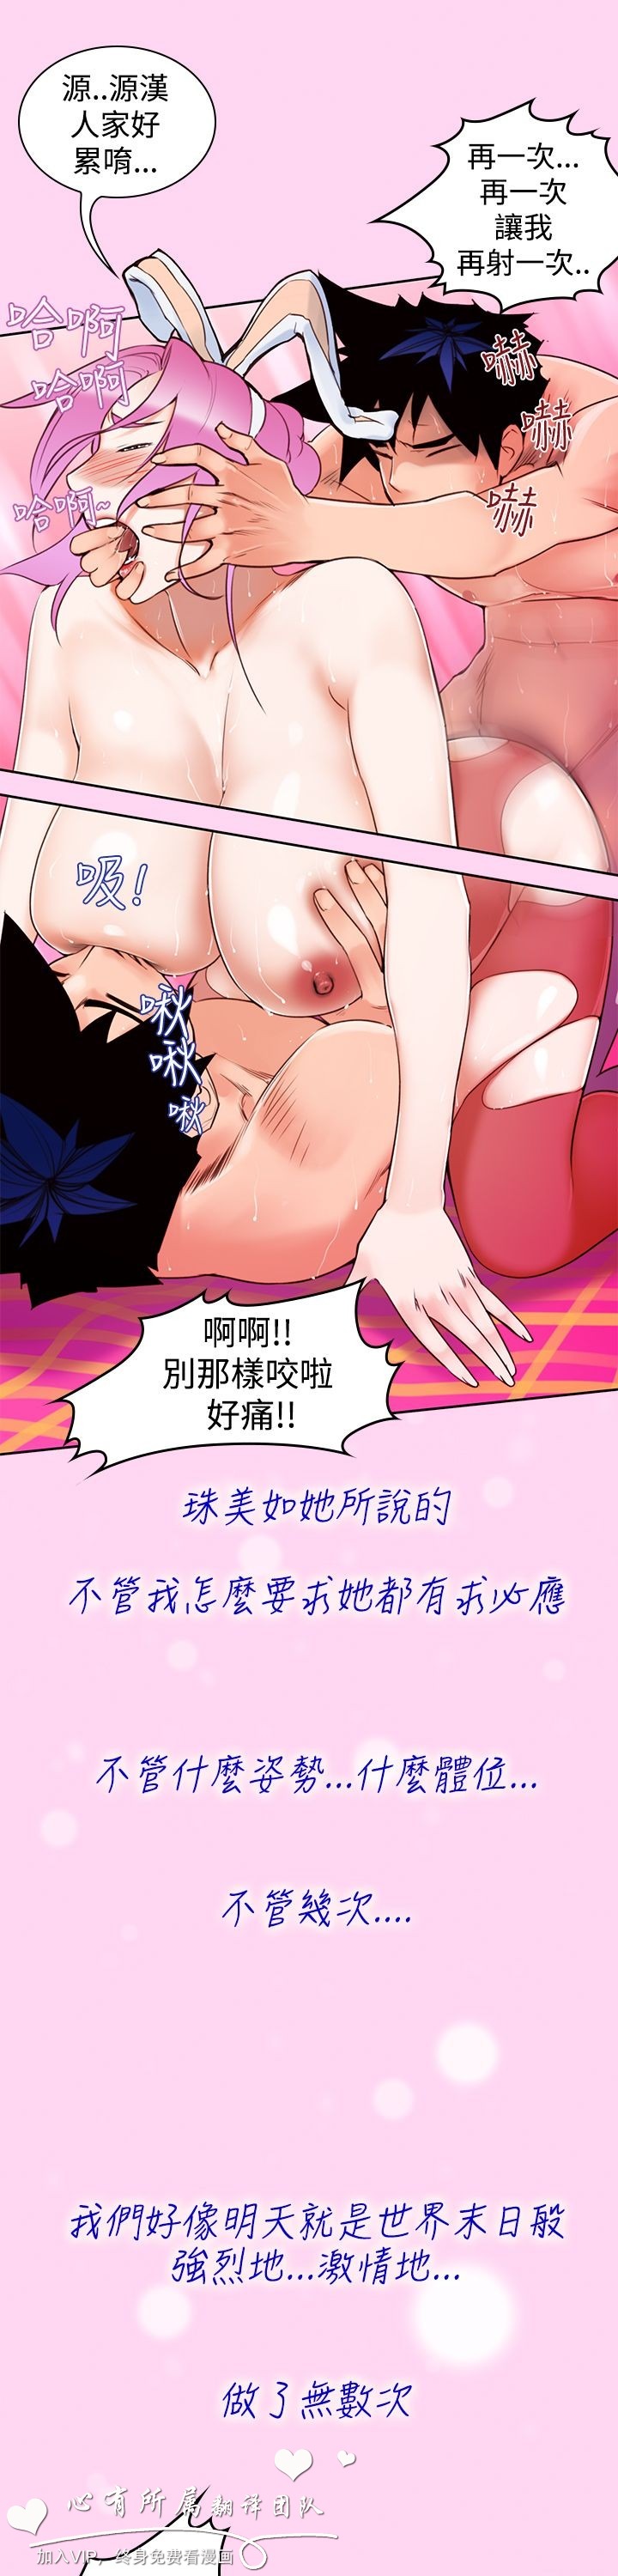 源..源漢
人家好
累唷...
再一次...
再一次
讓我
再射一次..
哈啊
哈啊
哈啊~
嚇
嚇
嚇
吸!
啾
啾
啾
啊啊!!
別那樣咬啦
好痛!!
珠美如她所說的
不管我怎麼要求她都有求必應
不管什麼姿勢...什麼體位...
不管幾次....
我們好像明天就是世界末日般
強烈地...激情地...
做了無數次
心有所属翻译团队
加入VIP，终身免费看漫画